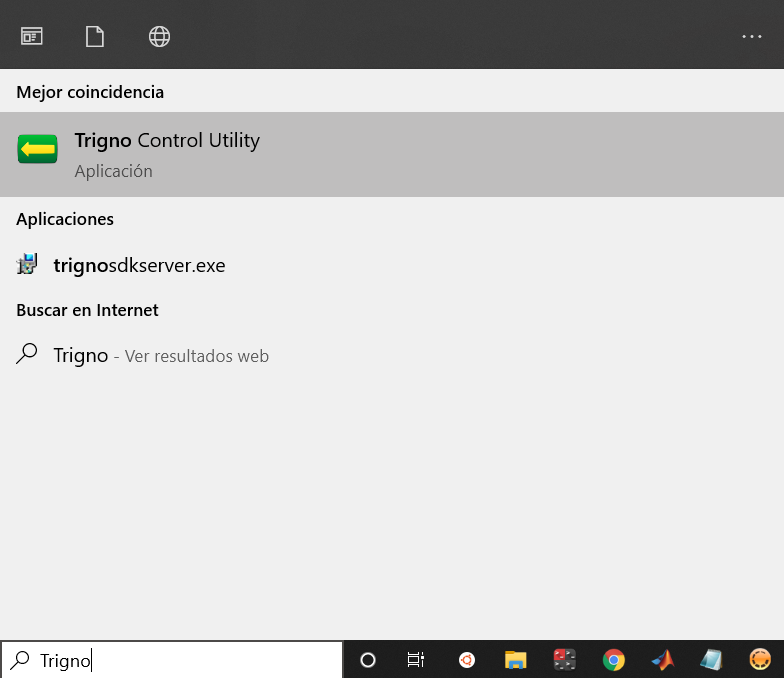 Mejor coincidencia
Trigno Control Utility
Aplicación
Aplicaciones
trignosdkserver.exe
Buscar en Internet
Trigno - Ver resultados web
Trigno